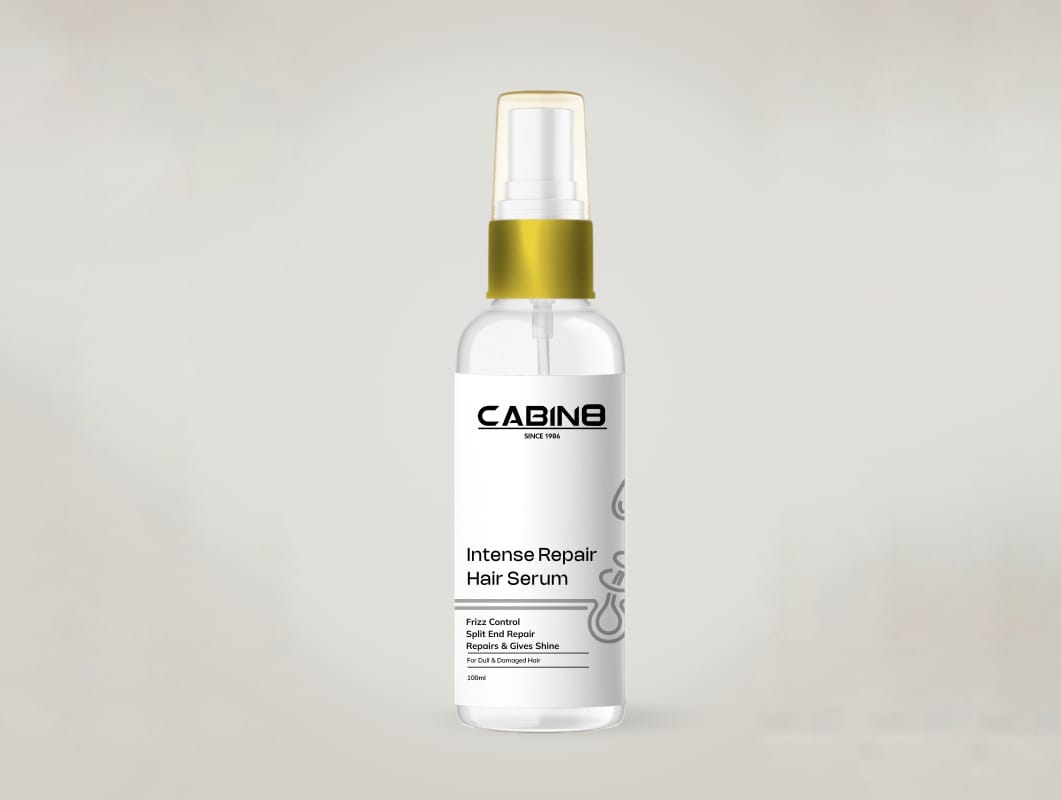 CABIN8
SINCE 1986
Intense Repair
Hair Serum
Frizz Control
Split End Repair
Repairs & Gives Shine
For Dull & Damaged Hair
100ml